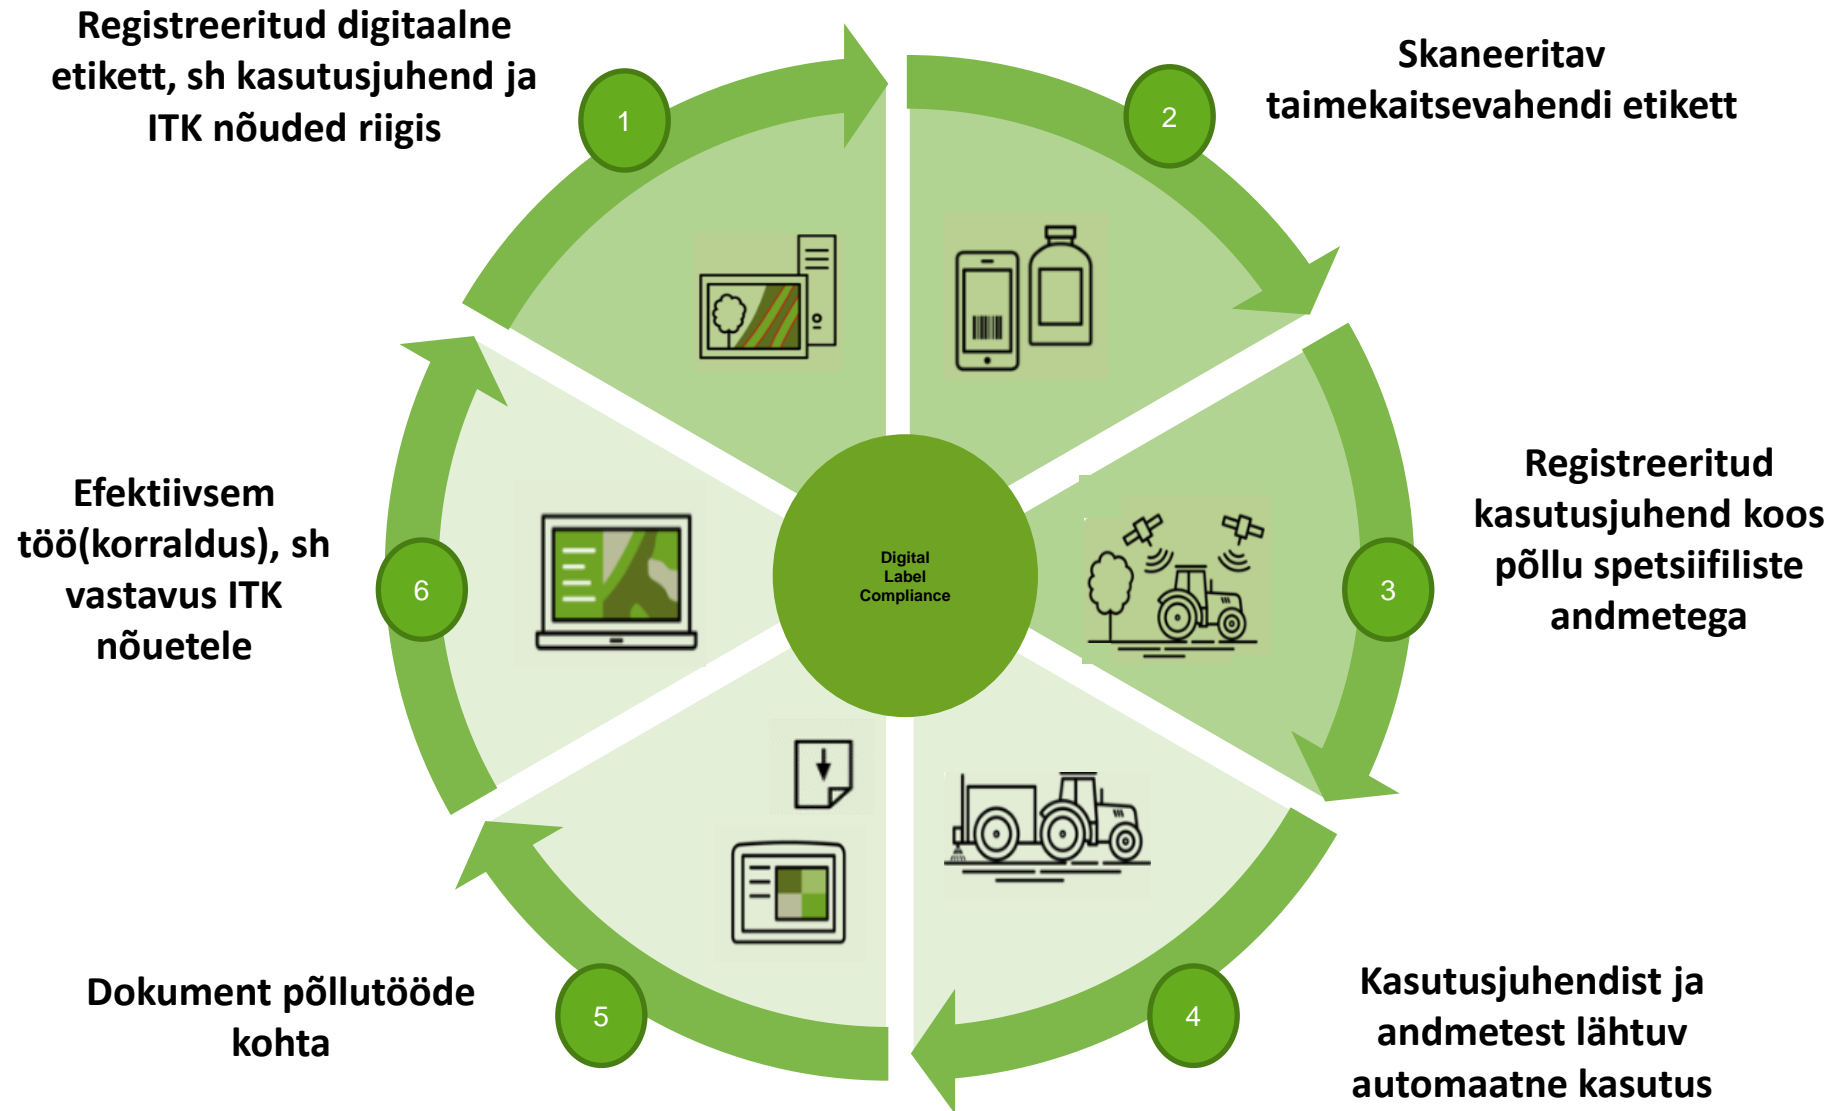 Registreeritud digitaalne
etikett, sh kasutusjuhend ja
ITK nõuded riigis
1
2
Skaneeritav
taimekaitsevahendi etikett
Registreeritud
kasutusjuhend koos
põllu spetsiifiliste
andmetega
3
Digital
Label
Compliance
Efektiivsem
töö(korraldus), sh
vastavus ITK
nõuetele
6
Dokument põllutööde
kohta
5
4
Kasutusjuhendist ja
andmetest lähtuv
automaatne kasutus